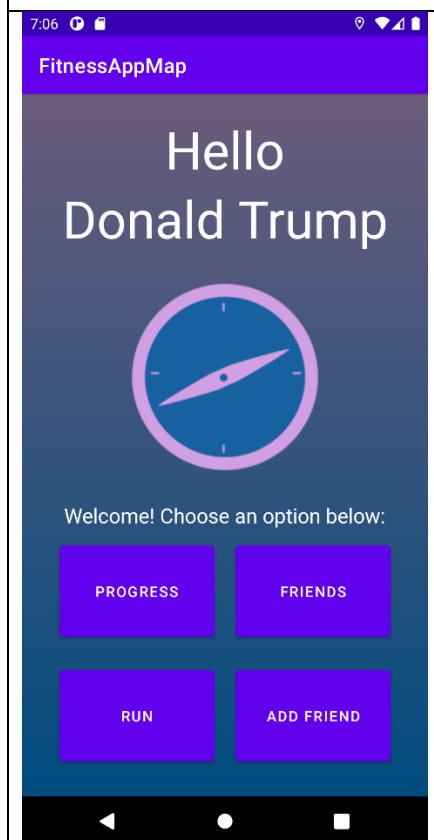 7:06
FitnessAppMap
Hello
Donald Trump
Welcome! Choose an option below:
PROGRESS
FRIENDS
RUN
ADD FRIEND